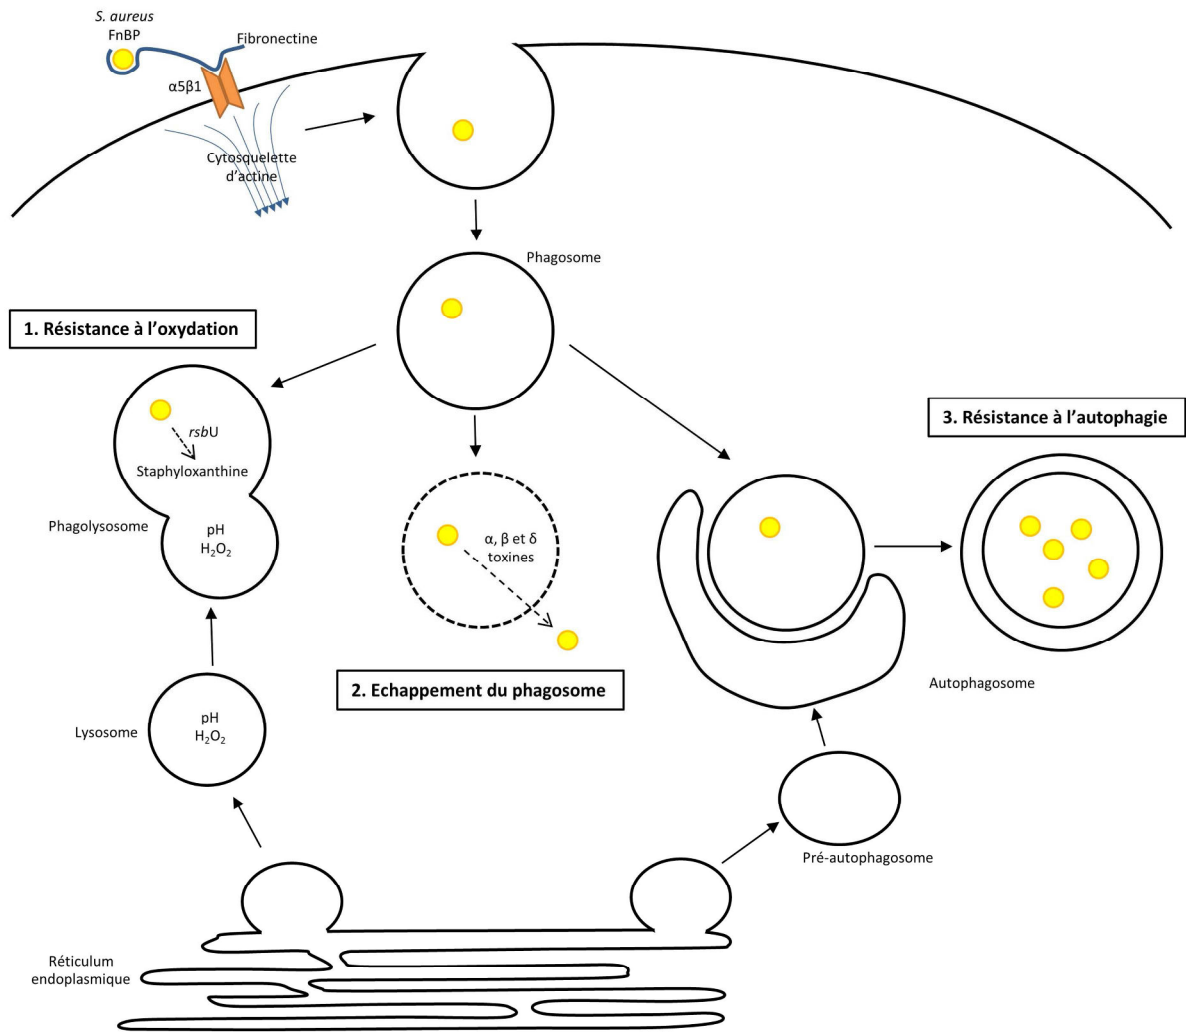 S. aureus
FnBP
Fibronectine
α5β1
Cytosquelette
d’actine
Phagosome
1. Résistance à l’oxydation
3. Résistance à l’autophagie
rsbU
Staphyloxanthine
Phagolysosome
pH
H₂O₂
α, β et δ
toxines
2. Echappement du phagosome
Autophagosome
Lysosome
pH
H₂O₂
Pré-autophagosome
Réticulum
endoplasmique